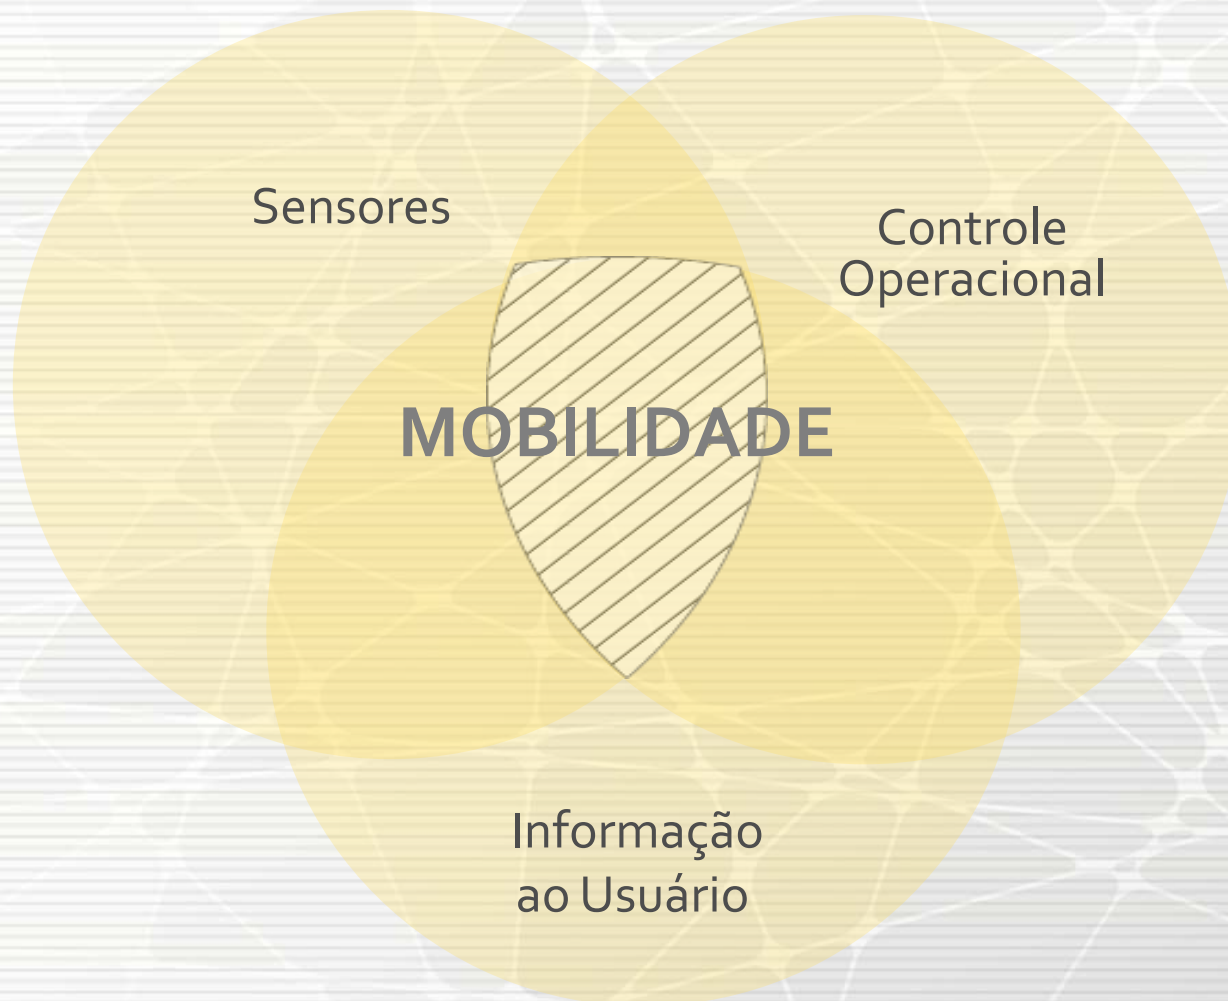 Sensores
Controle
Operacional
MOBILIDADE
Informação
ao Usuário